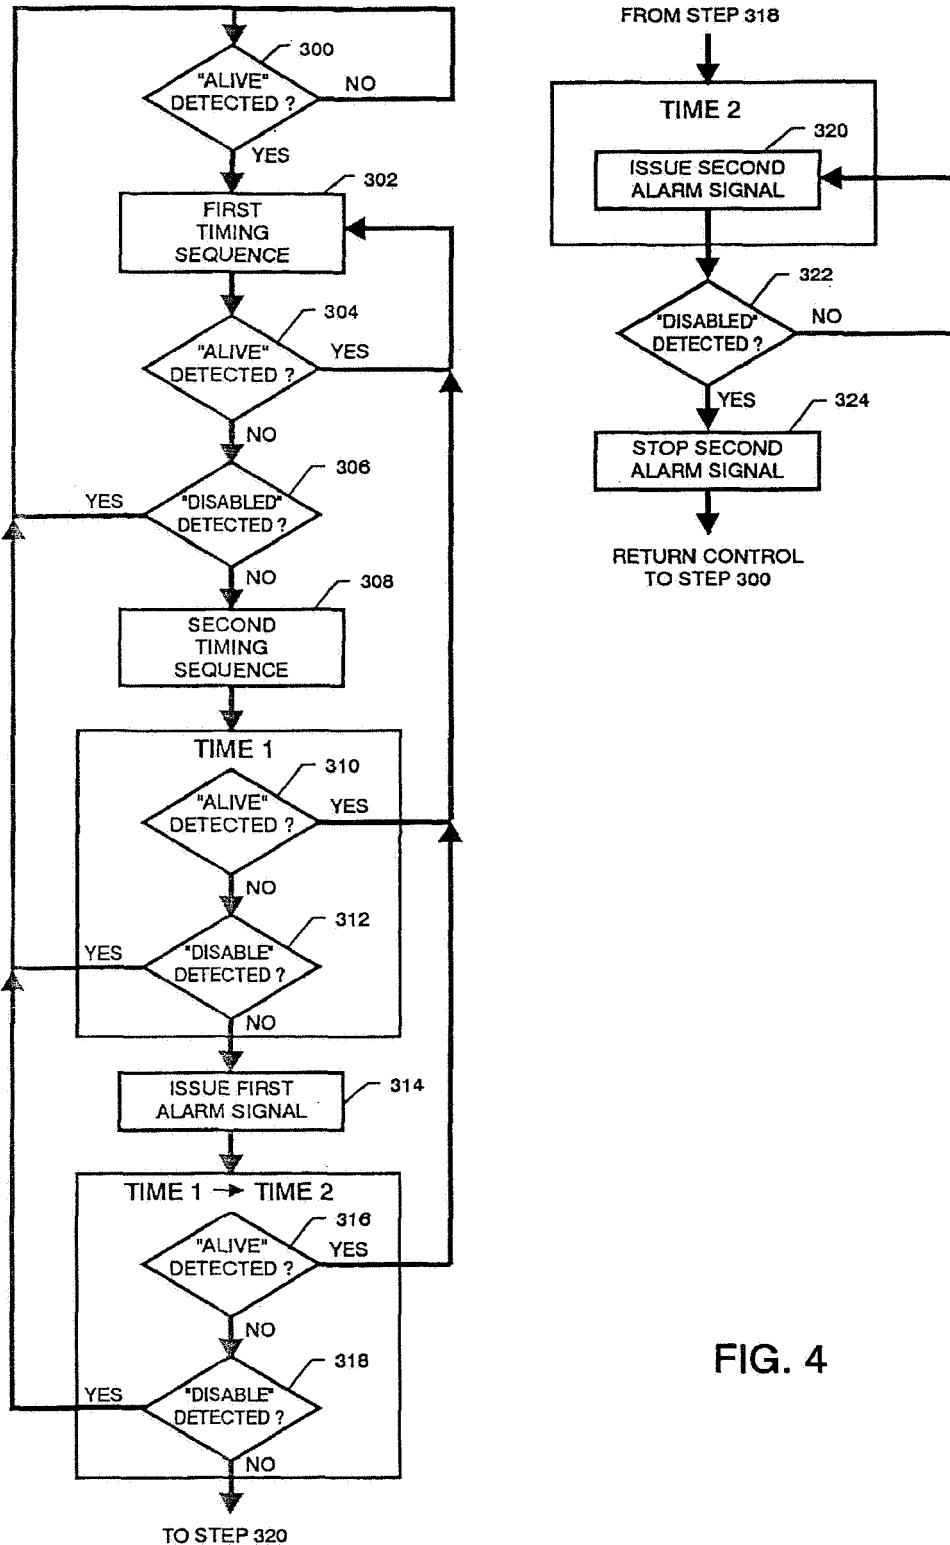 300
"ALIVE"
DETECTED ?
NO
YES
302
FIRST
TIMING
SEQUENCE
304
"ALIVE"
DETECTED ?
YES
NO
306
"DISABLED"
DETECTED ?
YES
NO
308
SECOND
TIMING
SEQUENCE
TIME 1
310
"ALIVE"
DETECTED ?
YES
NO
312
"DISABLE"
DETECTED ?
YES
NO
ISSUE FIRST
ALARM SIGNAL
314
TIME 1 → TIME 2
316
"ALIVE"
DETECTED ?
YES
NO
318
"DISABLE"
DETECTED ?
YES
NO
TO STEP 320
FROM STEP 318
TIME 2
320
ISSUE SECOND
ALARM SIGNAL
322
"DISABLED"
DETECTED ?
NO
YES
324
STOP SECOND
ALARM SIGNAL
RETURN CONTROL
TO STEP 300
FIG. 4